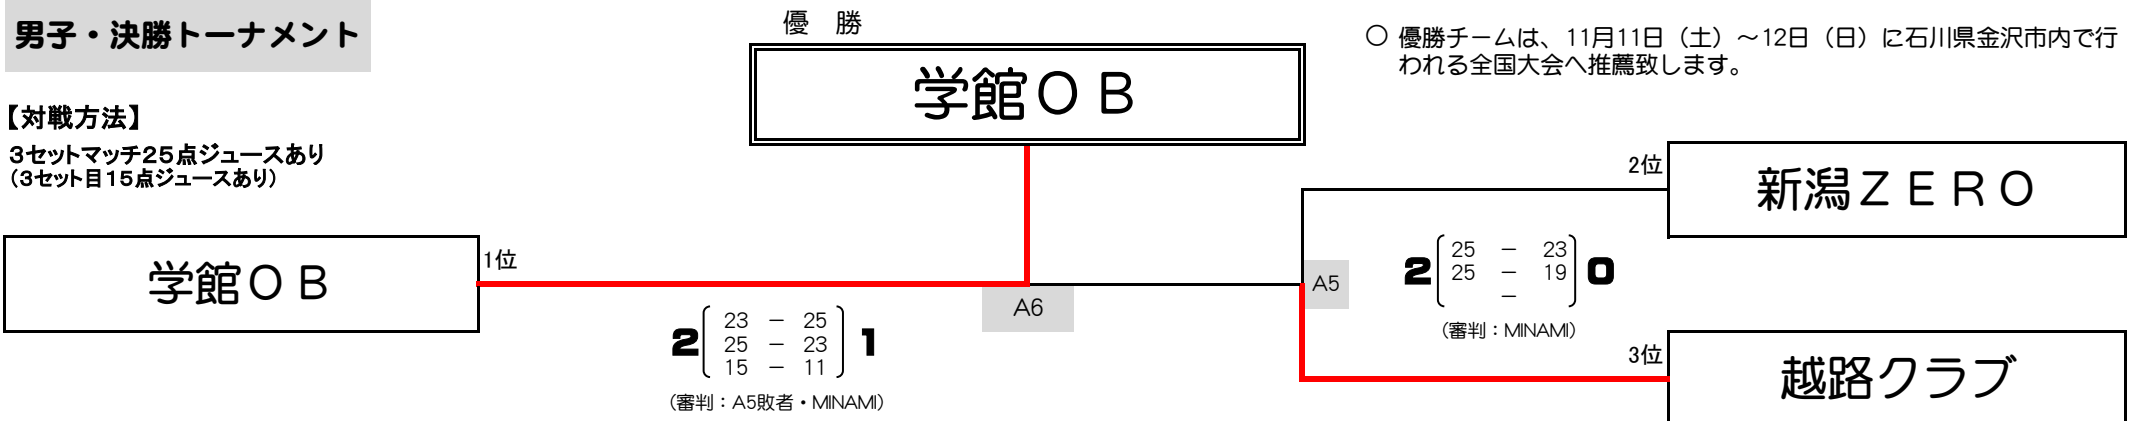 男子・決勝トーナメント
優　勝
学館ＯＢ
○ 優勝チームは、11月11日（土）～12日（日）に石川県金沢市内で行
われる全国大会へ推薦致します。
【対戦方法】
３セットマッチ２５点ジュースあり
（３セット目１５点ジュースあり）
2位
新潟ＺＥＲＯ
学館ＯＢ
1位
A6
A5
2 25 － 23 0
25 － 19
－
（審判：MINAMI）
2 23 － 25 1
25 － 23
15 － 11
（審判：A5敗者・MINAMI）
3位
越路クラブ